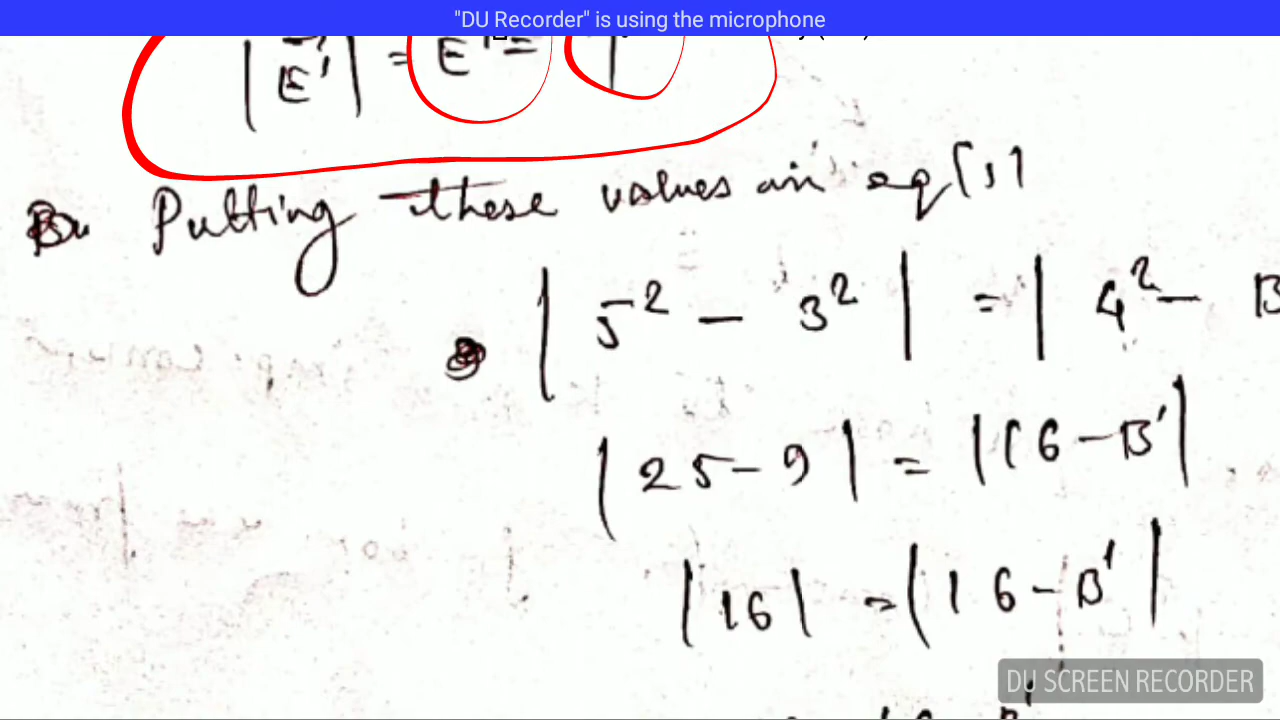 "DU Recorder" is using the microphone
|E'| = E' =
Putting these values in eq
| 5² - 3² | = | 4² - B
| 25 - 9 | = | 16 - B' |
| 16 | = | 16 - B' |
DU SCREEN RECORDER